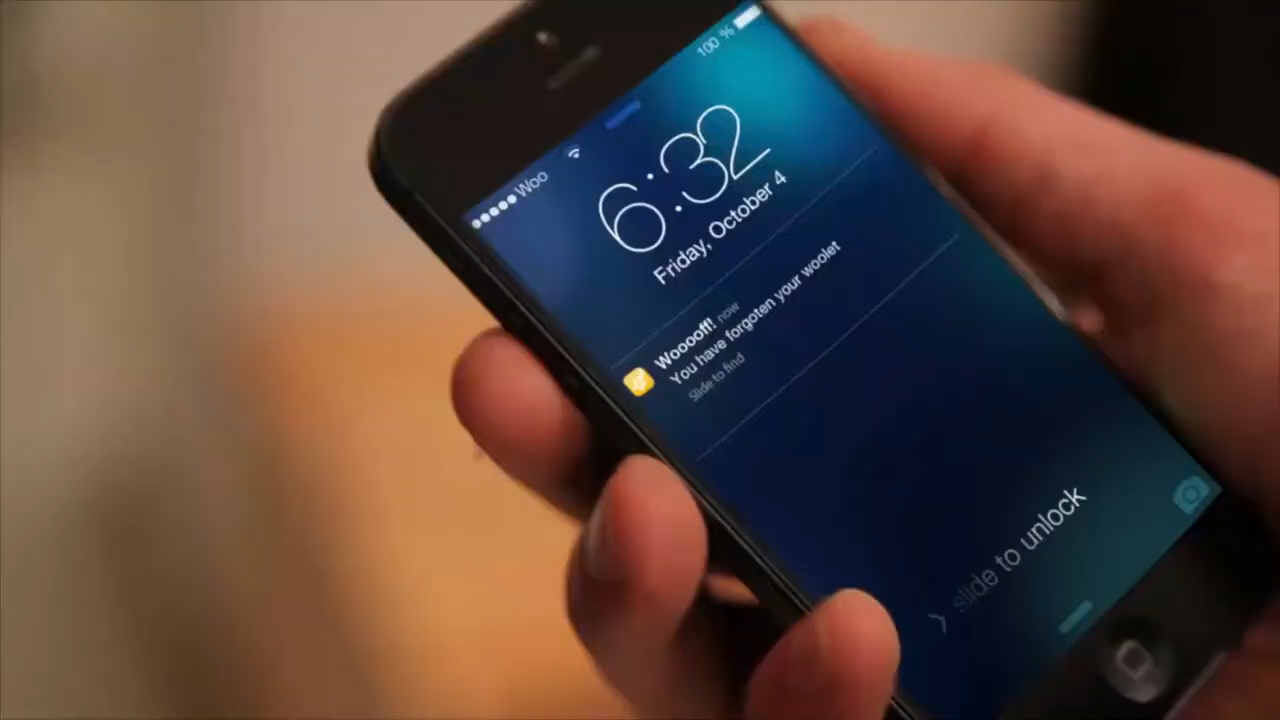 Woo 100 %
6:32
Friday, October 4
Wooooff! now
You have forgoten your woolet
Slide to find
slide to unlock